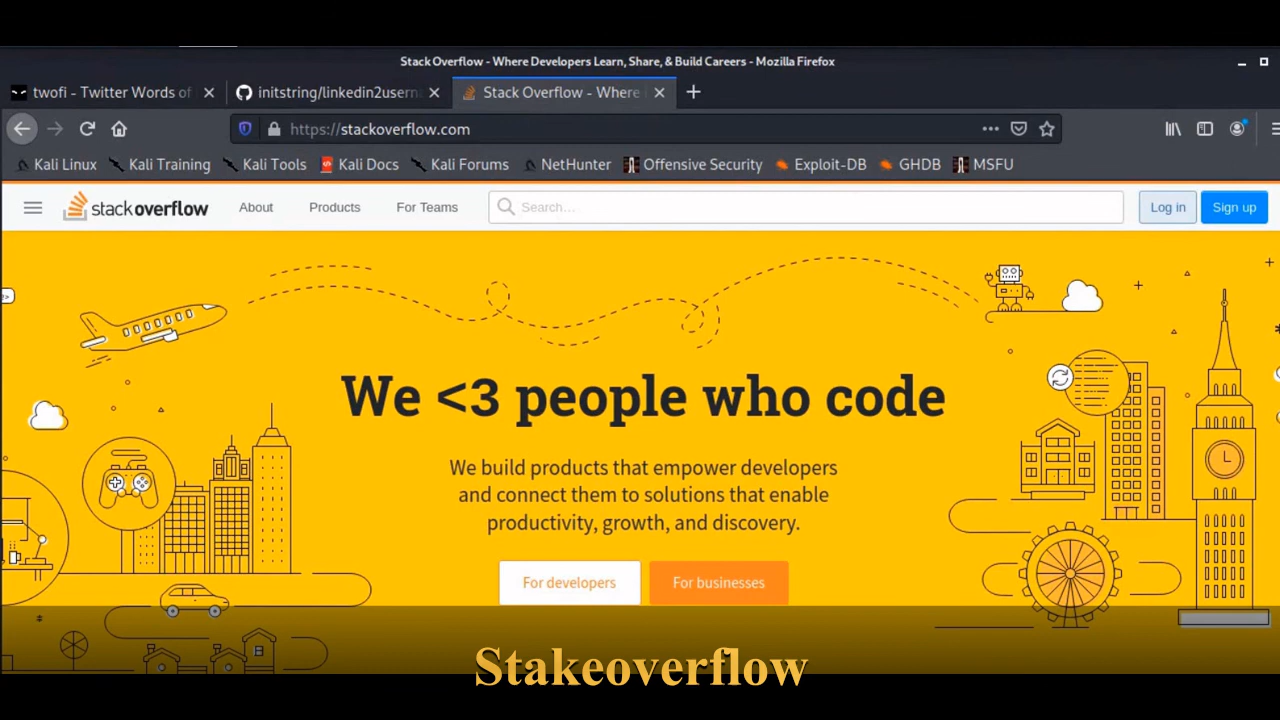 Stack Overflow - Where Developers Learn, Share, & Build Careers - Mozilla Firefox
twofi - Twitter Words of
initstring/linkedin2usern
Stack Overflow - Where
https://stackoverflow.com
Kali Linux Kali Training Kali Tools Kali Docs Kali Forums NetHunter Offensive Security Exploit-DB GHDB MSFU
stackoverflow About Products For Teams Search… Log in Sign up
We <3 people who code
We build products that empower developers
and connect them to solutions that enable
productivity, growth, and discovery.
For developers For businesses
Stakeoverflow